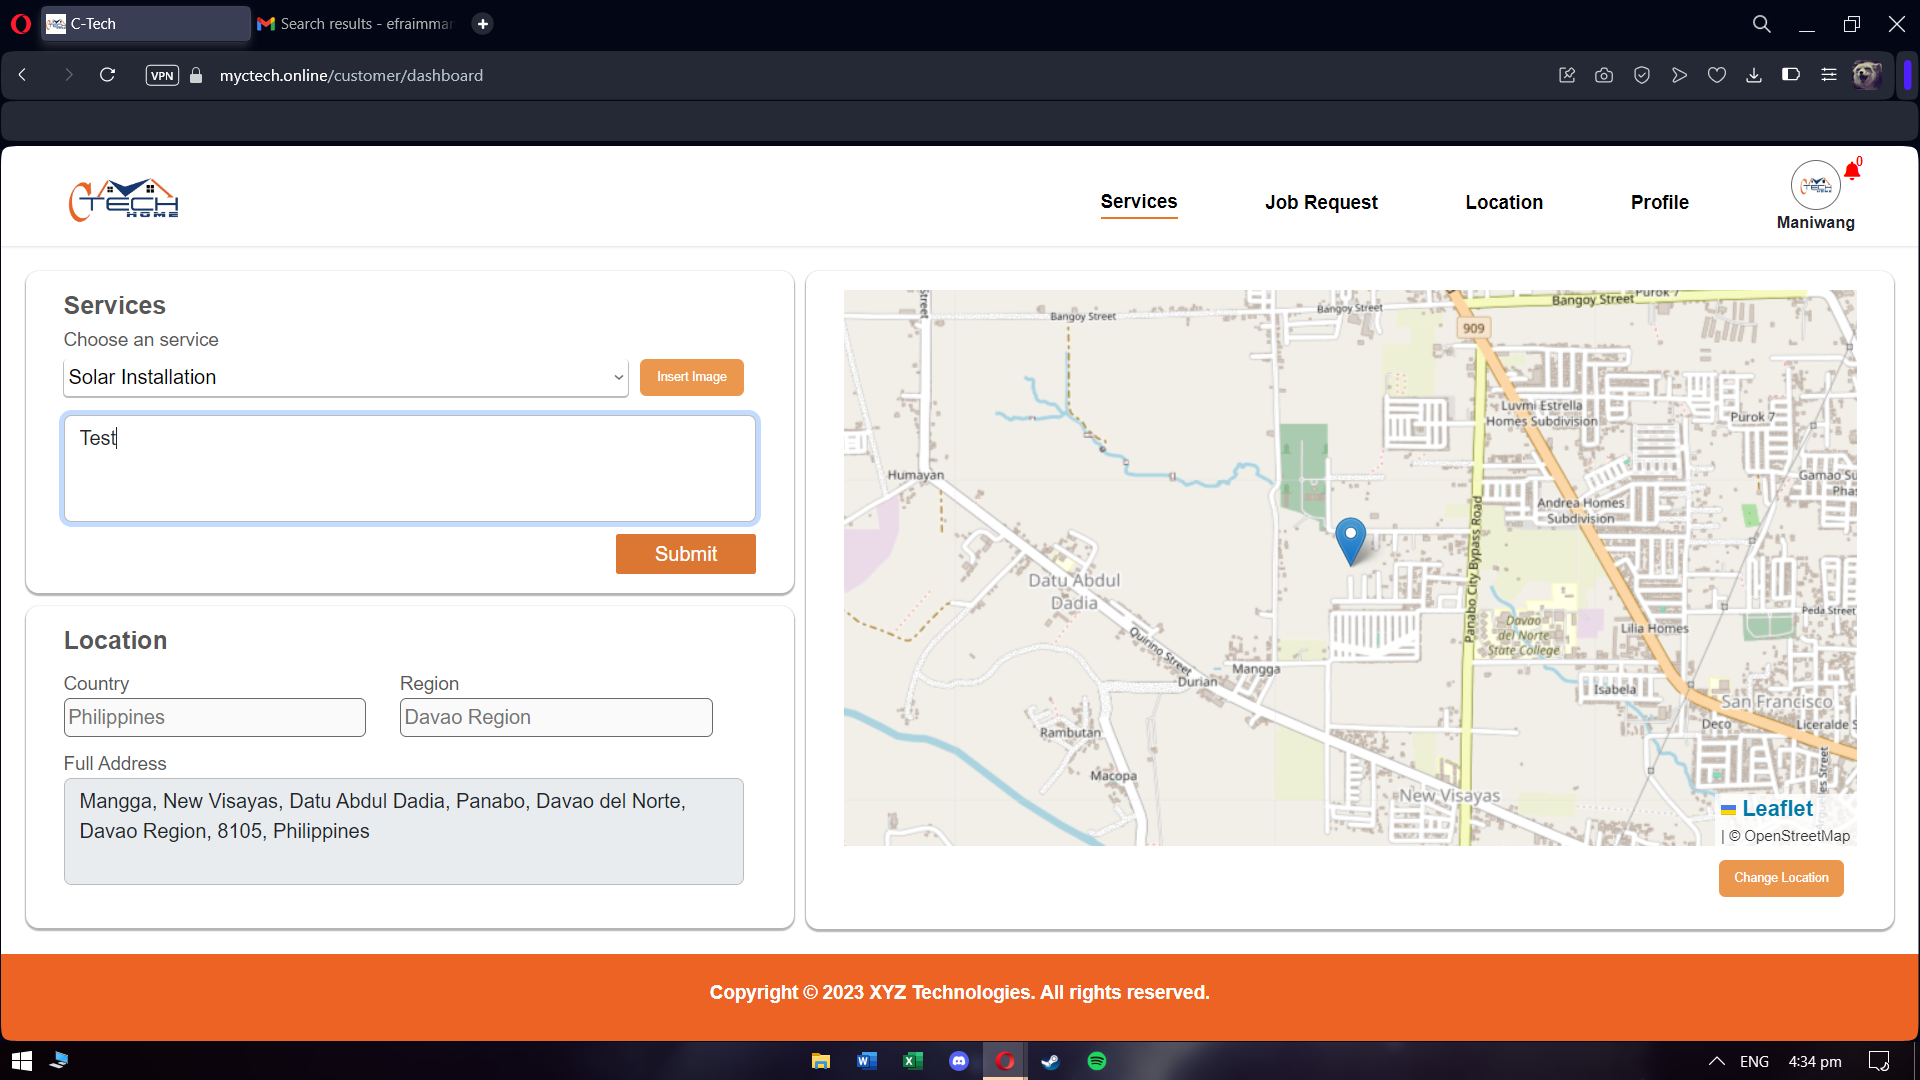 C-Tech
Search results - efraimmar
VPN
myctech.online/customer/dashboard
C TECH
HOME
Services
Job Request
Location
Profile
0
Maniwang
Services
Choose an service
Solar Installation
Insert Image
Test
Submit
Location
Country
Region
Philippines
Davao Region
Full Address
Mangga, New Visayas, Datu Abdul Dadia, Panabo, Davao del Norte,
Davao Region, 8105, Philippines
Street
Bangoy Street
Bangoy Street
Bangoy Street
Purok 7
909
Luvmi Estrella
Homes Subdivision
Purok 7
Humayan
Gamao Su
Phas
Andrea Homes
Subdivision
Panabo City Bypass Road
Datu Abdul
Dadia
Peda Street
Davao
del Norte
State College
Lilia Homes
Quirino Street
Mangga
Durian
Isabela
San Francisco
Deco
Liceralde S
Rambutan
Macopa
New Visayas
Street
Leaflet
| © OpenStreetMap
Change Location
Copyright © 2023 XYZ Technologies. All rights reserved.
ENG
4:34 pm